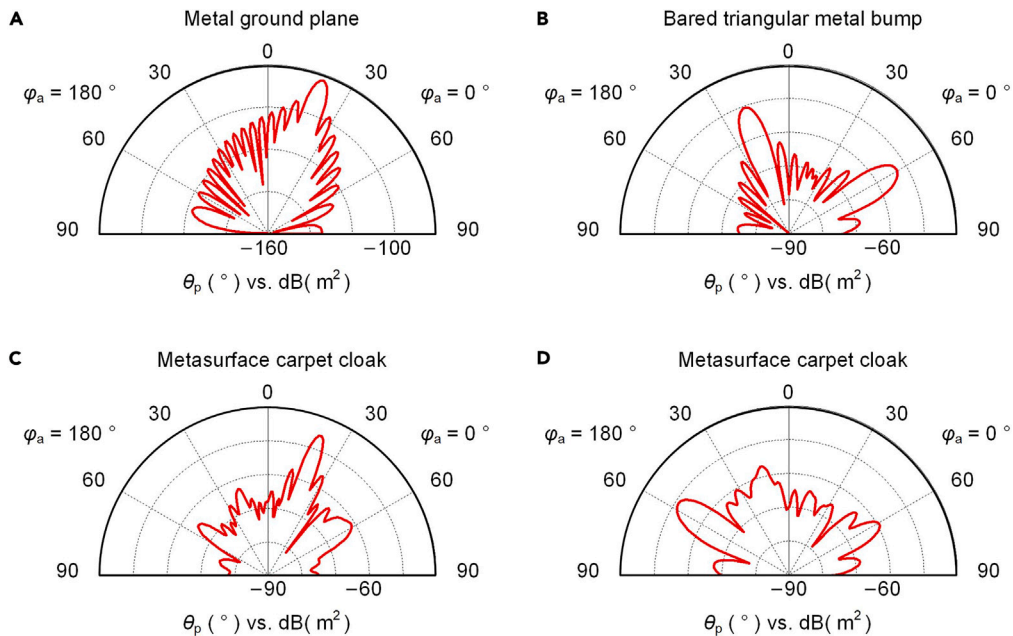 A
Metal ground plane
0
30
30
φa = 180 °
φa = 0 °
60
60
90
90
−160
−100
θp ( ° ) vs. dB( m²)
B
Bared triangular metal bump
0
30
30
φa = 180 °
φa = 0 °
60
60
90
90
−90
−60
θp ( ° ) vs. dB( m²)
C
Metasurface carpet cloak
0
30
30
φa = 180 °
φa = 0 °
60
60
90
90
−90
−60
θp ( ° ) vs. dB( m²)
D
Metasurface carpet cloak
0
30
30
φa = 180 °
φa = 0 °
60
60
90
90
−90
−60
θp ( ° ) vs. dB( m²)